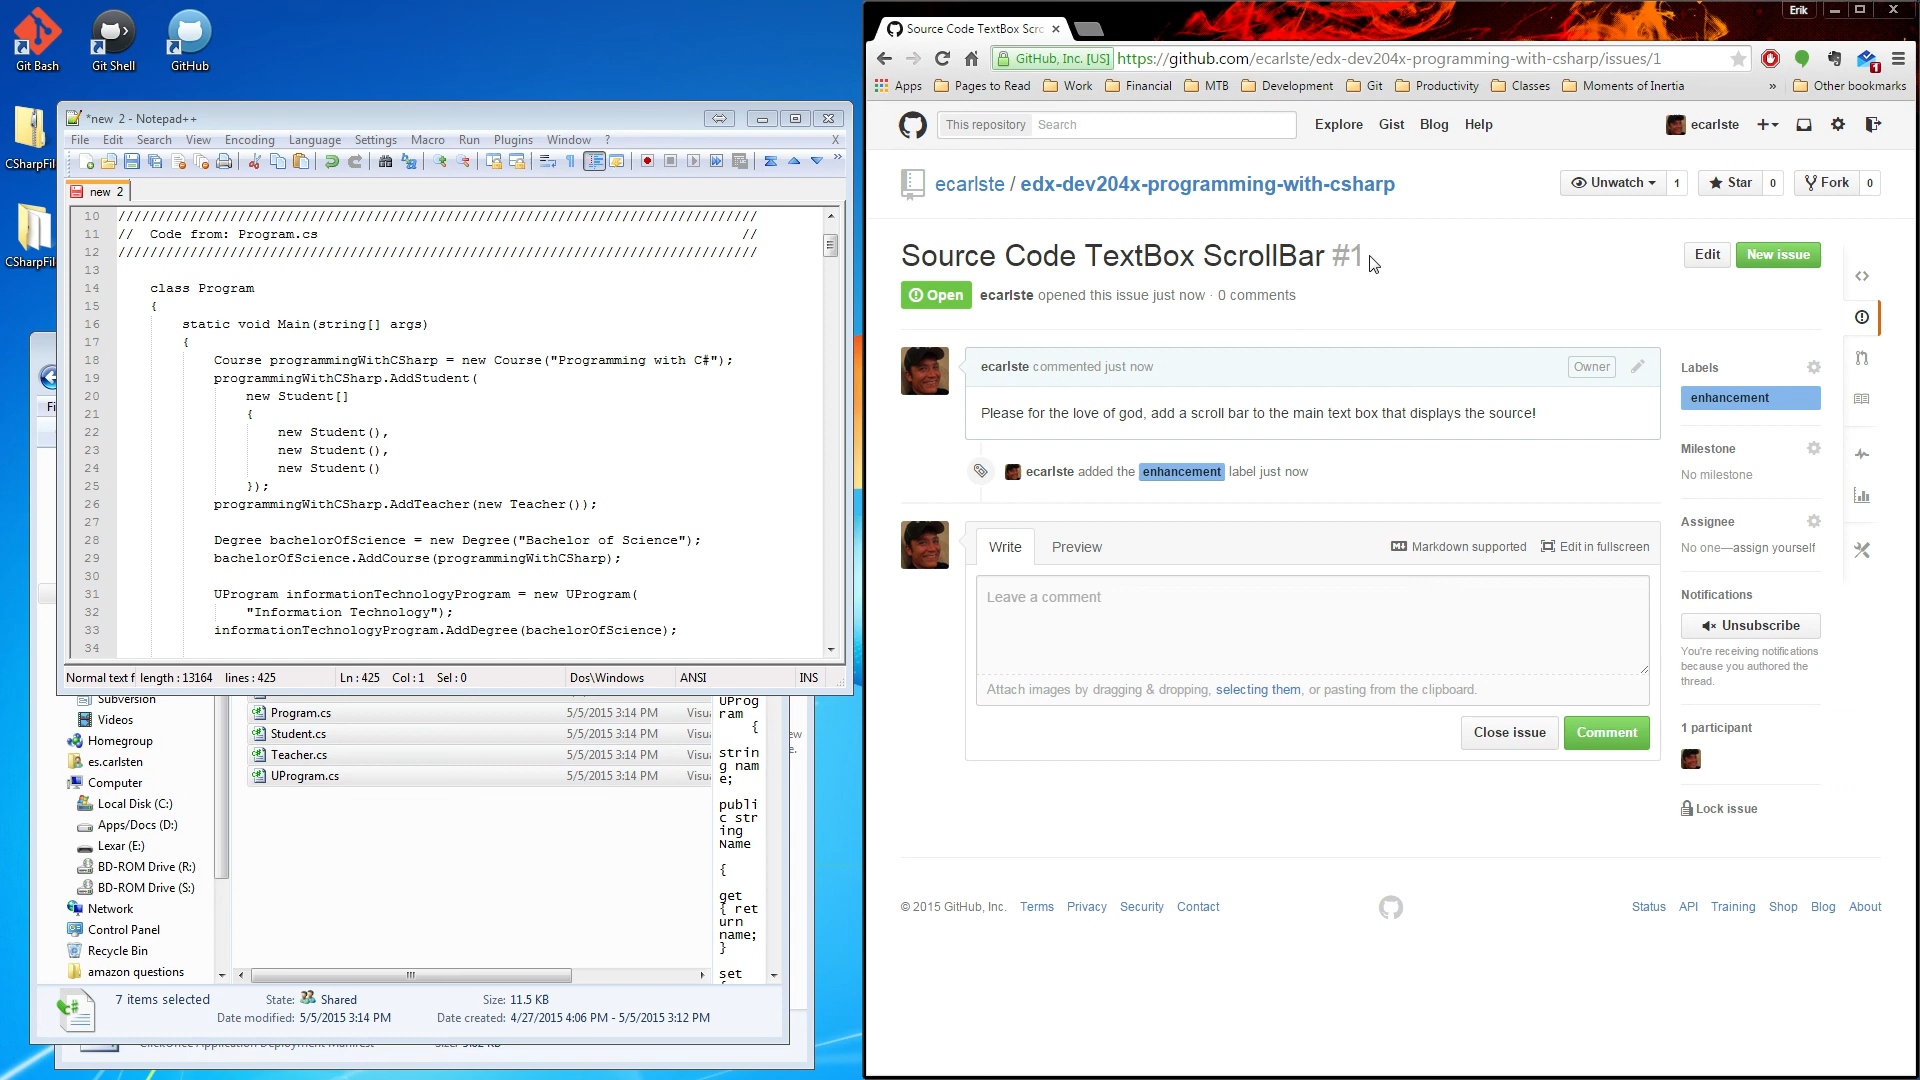 Git Bash
Git Shell
GitHub
CSharpFil
CSharpFil
*new 2 - Notepad++
File Edit Search View Encoding Language Settings Macro Run Plugins Window ? X
new 2
10 ////////////////////////////////////////////////////////////////////////////////
11 // Code from: Program.cs //
12 ////////////////////////////////////////////////////////////////////////////////
13
14 class Program
15 {
16 static void Main(string[] args)
17 {
18 Course programmingWithCSharp = new Course("Programming with C#");
19 programmingWithCSharp.AddStudent(
20 new Student[]
21 {
22 new Student(),
23 new Student(),
24 new Student()
25 });
26 programmingWithCSharp.AddTeacher(new Teacher());
27
28 Degree bachelorOfScience = new Degree("Bachelor of Science");
29 bachelorOfScience.AddCourse(programmingWithCSharp);
30
31 UProgram informationTechnologyProgram = new UProgram(
32 "Information Technology");
33 informationTechnologyProgram.AddDegree(bachelorOfScience);
34
Normal text f length : 13164 lines : 425 Ln : 425 Col : 1 Sel : 0 Dos\Windows ANSI INS
Fi
Subversion
Videos
Homegroup
es.carlsten
Computer
Local Disk (C:)
Apps/Docs (D:)
Lexar (E:)
BD-ROM Drive (R:)
BD-ROM Drive (S:)
Network
Control Panel
Recycle Bin
amazon questions
Program.cs 5/5/2015 3:14 PM Visu
Student.cs 5/5/2015 3:14 PM Visu
Teacher.cs 5/5/2015 3:14 PM Visu
UProgram.cs 5/5/2015 3:14 PM Visu
UProg
ram
{
strin
g nam
e;
publi
c str
ing
Name
{
get
{ ret
urn
name;
}
set
7 items selected State: Shared Size: 11.5 KB
Date modified: 5/5/2015 3:14 PM Date created: 4/27/2015 4:06 PM - 5/5/2015 3:12 PM
Erik
Source Code TextBox Scro
GitHub, Inc. [US] https://github.com/ecarlste/edx-dev204x-programming-with-csharp/issues/1
1
Apps Pages to Read Work Financial MTB Development Git Productivity Classes Moments of Inertia » Other bookmarks
This repository Search Explore Gist Blog Help ecarlste
ecarlste / edx-dev204x-programming-with-csharp Unwatch 1 Star 0 Fork 0
Source Code TextBox ScrollBar #1 Edit New issue
Open ecarlste opened this issue just now · 0 comments
ecarlste commented just now Owner
Please for the love of god, add a scroll bar to the main text box that displays the source!
ecarlste added the enhancement label just now
Write Preview Markdown supported Edit in fullscreen
Leave a comment
Attach images by dragging & dropping, selecting them, or pasting from the clipboard.
Close issue Comment
Labels
enhancement
Milestone
No milestone
Assignee
No one—assign yourself
Notifications
Unsubscribe
You're receiving notifications
because you authored the
thread.
1 participant
Lock issue
© 2015 GitHub, Inc. Terms Privacy Security Contact Status API Training Shop Blog About